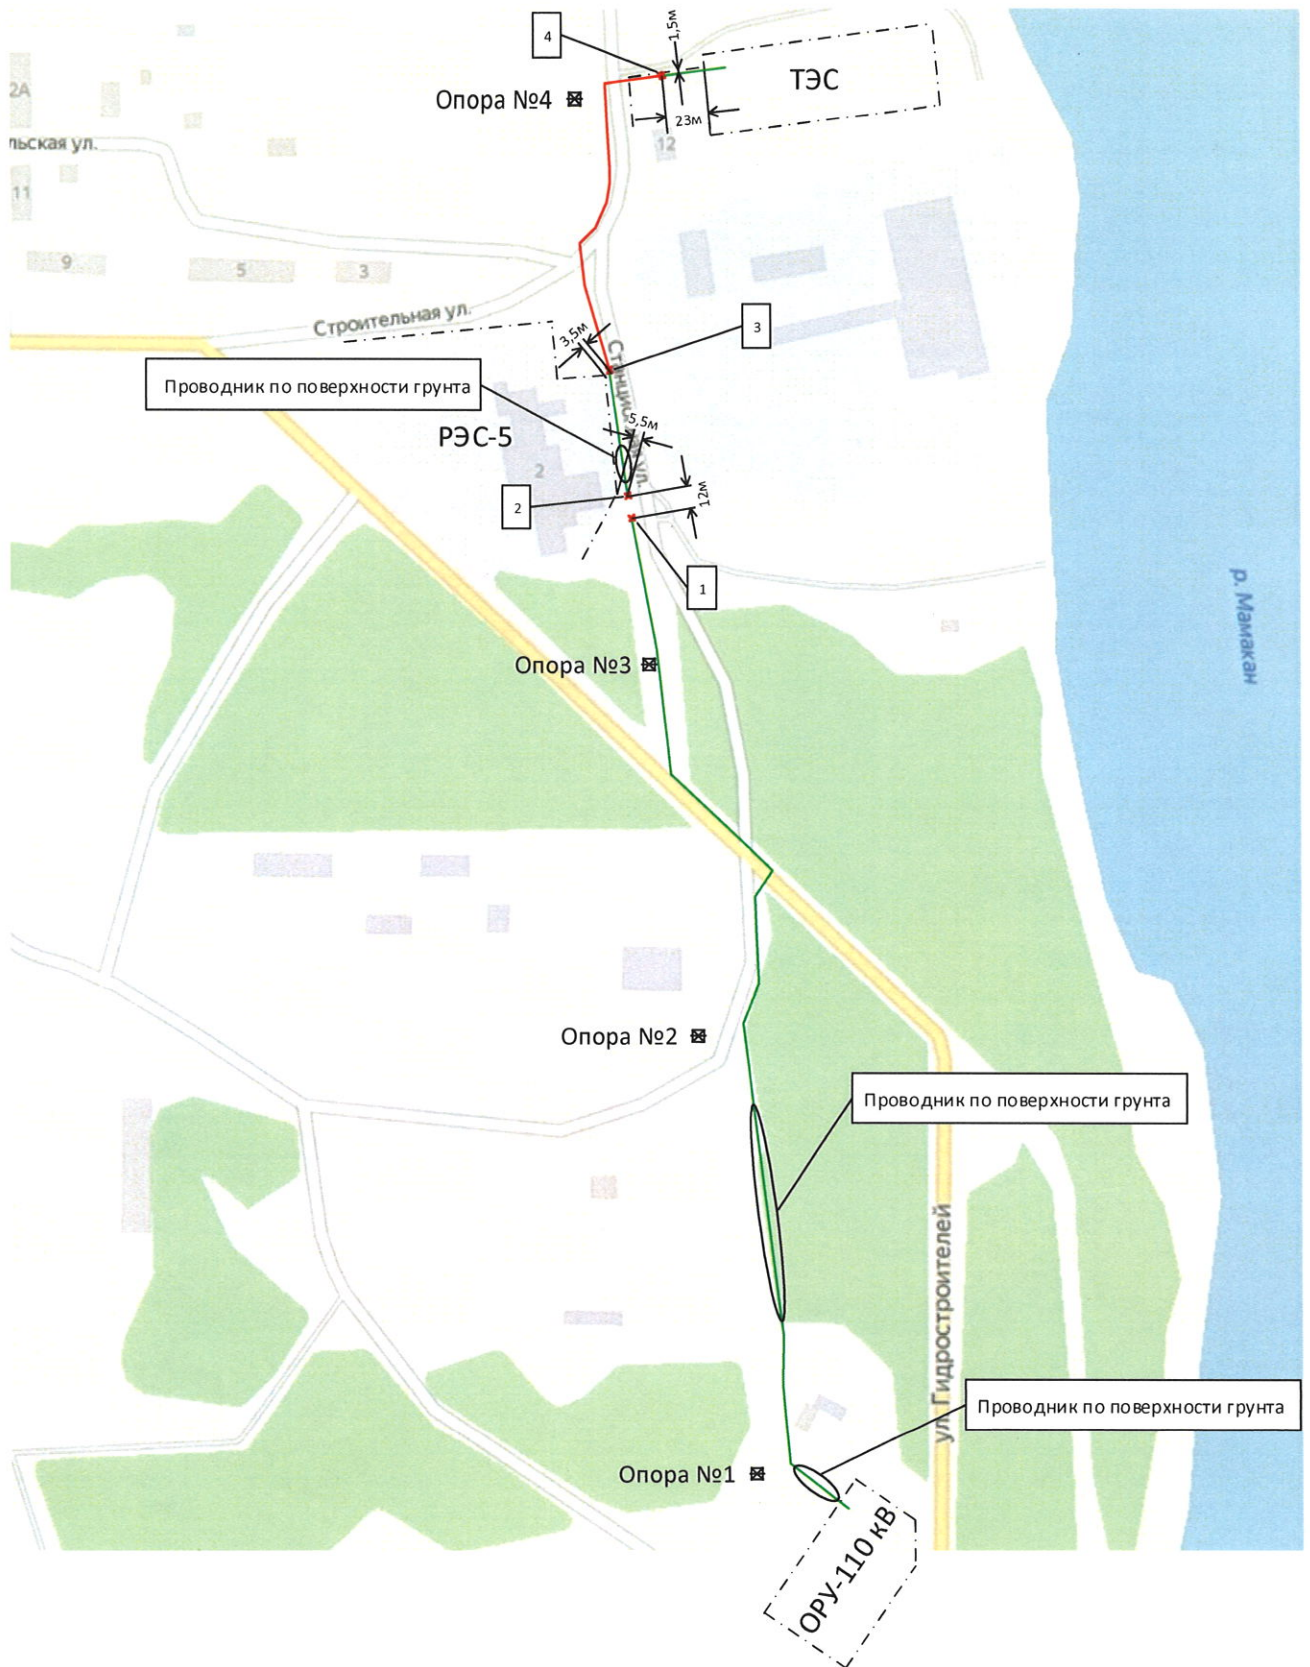 4
1,5м
ТЭС
2А
Опора №4
23м
12
льская ул.
11
9
5
3
Строительная ул.
3,5м
3
Проводник по поверхности грунта
РЭС-5
5,5м
2
ул.
2
12м
1
р. Мамакан
Опора №3
Опора №2
Проводник по поверхности грунта
ул. Гидростроителей
Проводник по поверхности грунта
Опора №1
ОРУ-110 кВ